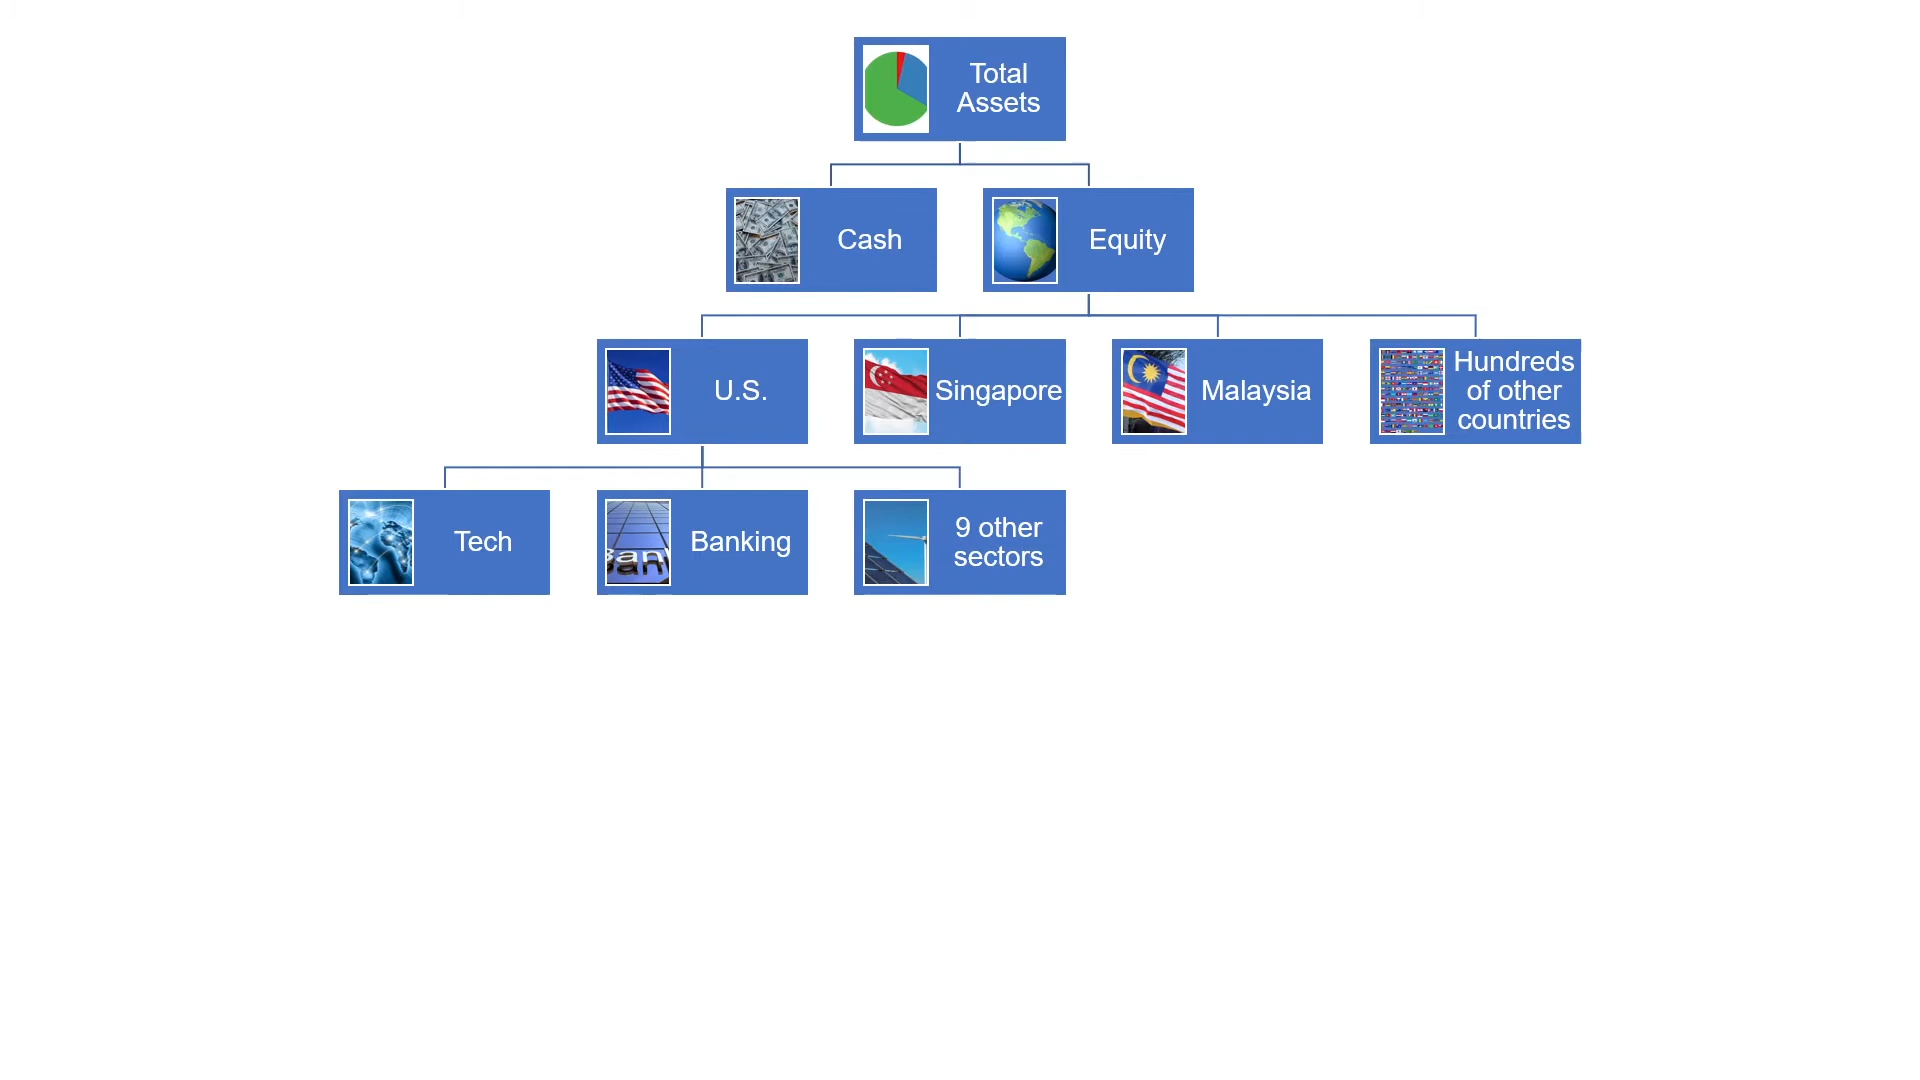 Total
Assets
Cash
Equity
U.S.
Singapore
Malaysia
Hundreds
of other
countries
Tech
Banking
9 other
sectors